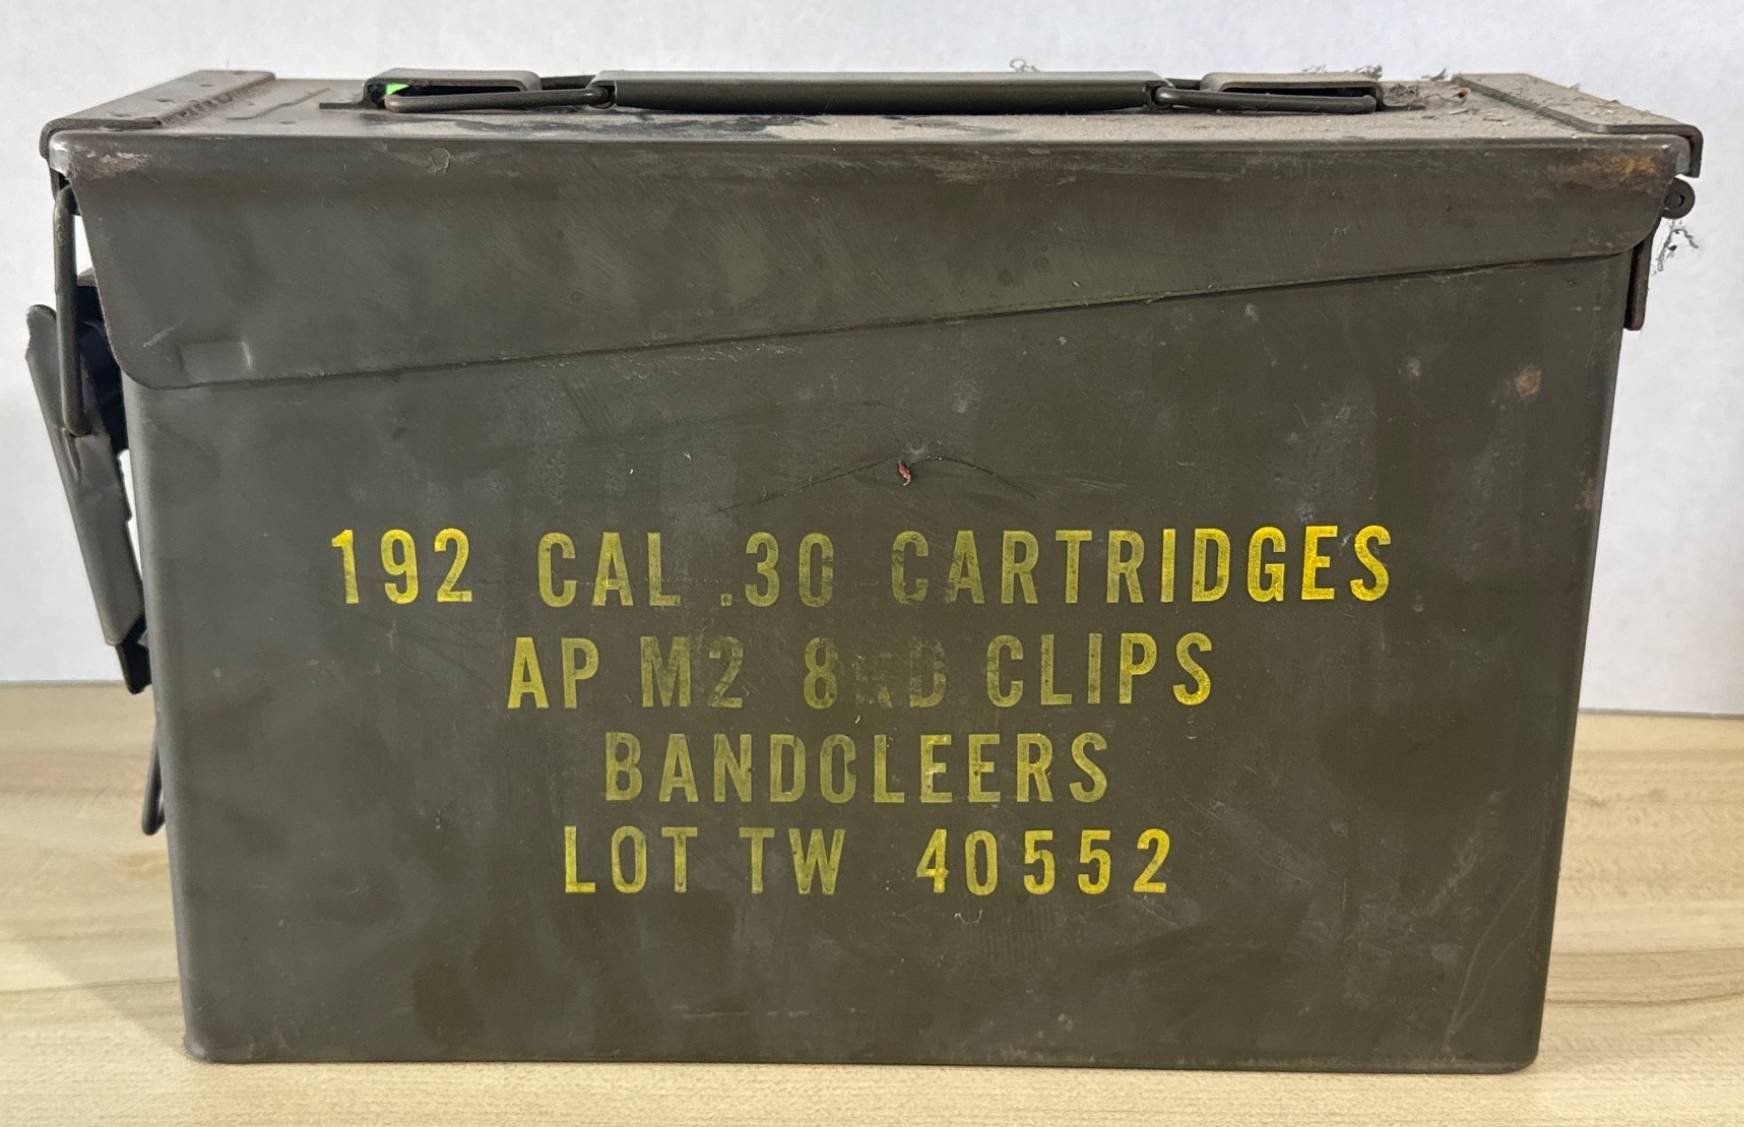 192 CAL .30 CARTRIDGES
AP M2 8RD CLIPS
BANDOLEERS
LOT TW 40552